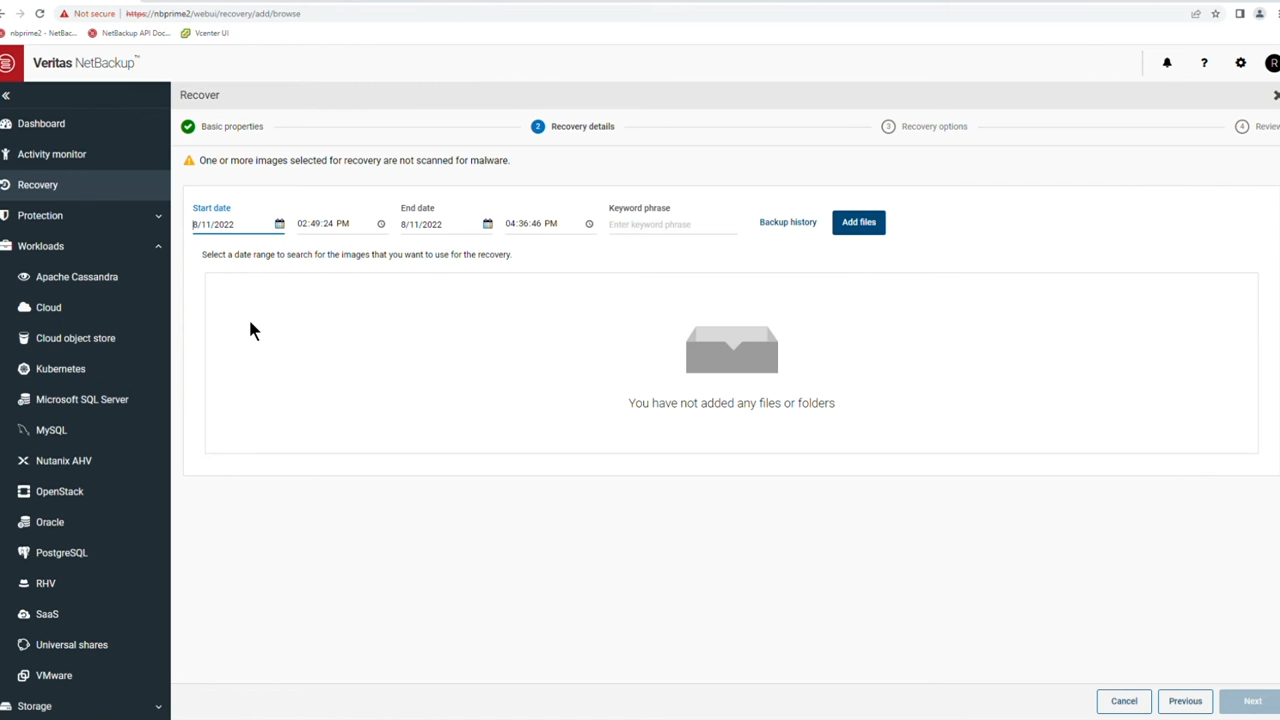 Not secure https://nbprime2/webui/recovery/add/browse
nbprime2 - NetBac... NetBackup API Doc... Vcenter UI
Veritas NetBackup™ R
Recover
Basic properties 2 Recovery details 3 Recovery options 4 Review
One or more images selected for recovery are not scanned for malware.
Start date End date Keyword phrase
8/11/2022 02:49:24 PM 8/11/2022 04:36:46 PM Enter keyword phrase Backup history Add files
Select a date range to search for the images that you want to use for the recovery.
You have not added any files or folders
Dashboard
Activity monitor
Recovery
Protection
Workloads
Apache Cassandra
Cloud
Cloud object store
Kubernetes
Microsoft SQL Server
MySQL
Nutanix AHV
OpenStack
Oracle
PostgreSQL
RHV
SaaS
Universal shares
VMware
Storage
Cancel Previous Next